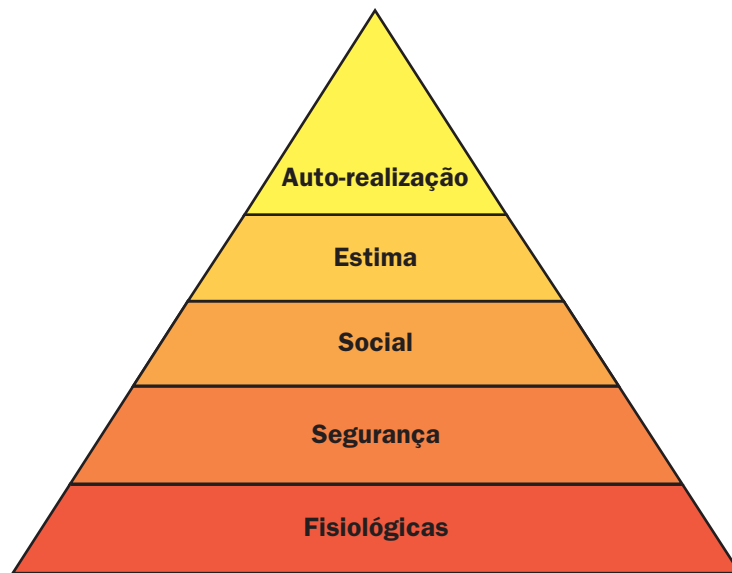 Auto-realização
Estima
Social
Segurança
Fisiológicas